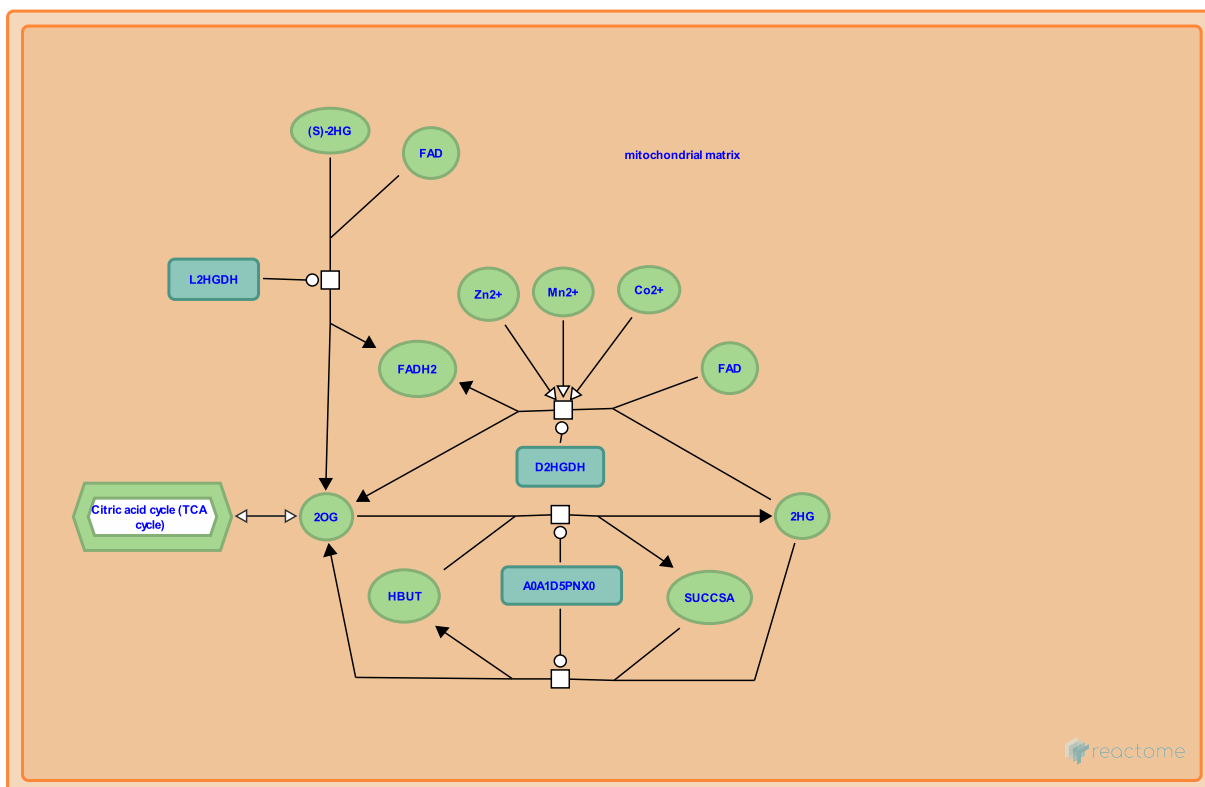 (S)-2HG
FAD
mitochondrial matrix
L2HGDH
Zn2+
Mn2+
Co2+
FADH2
FAD
D2HGDH
Citric acid cycle (TCA
cycle)
2OG
2HG
HBUT
A0A1D5PNX0
SUCCSA
reactome